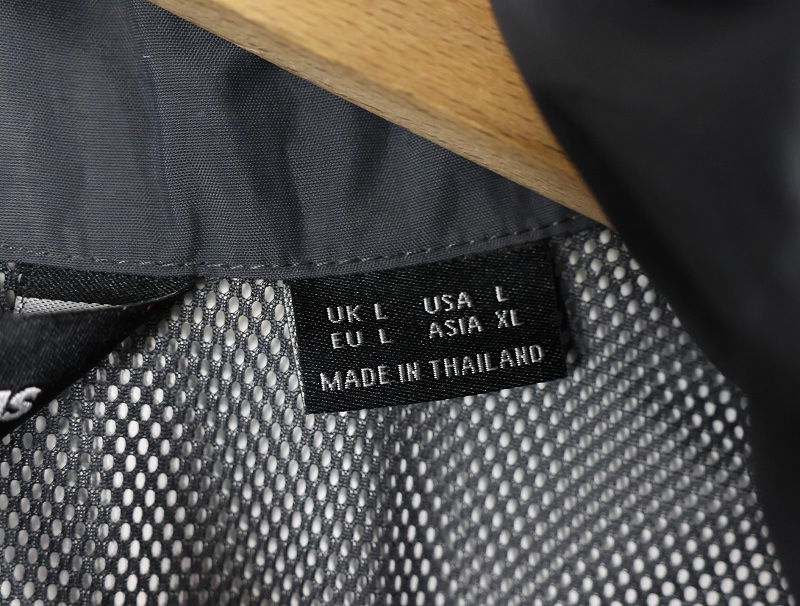 UK L USA L
EU L ASIA XL
MADE IN THAILAND